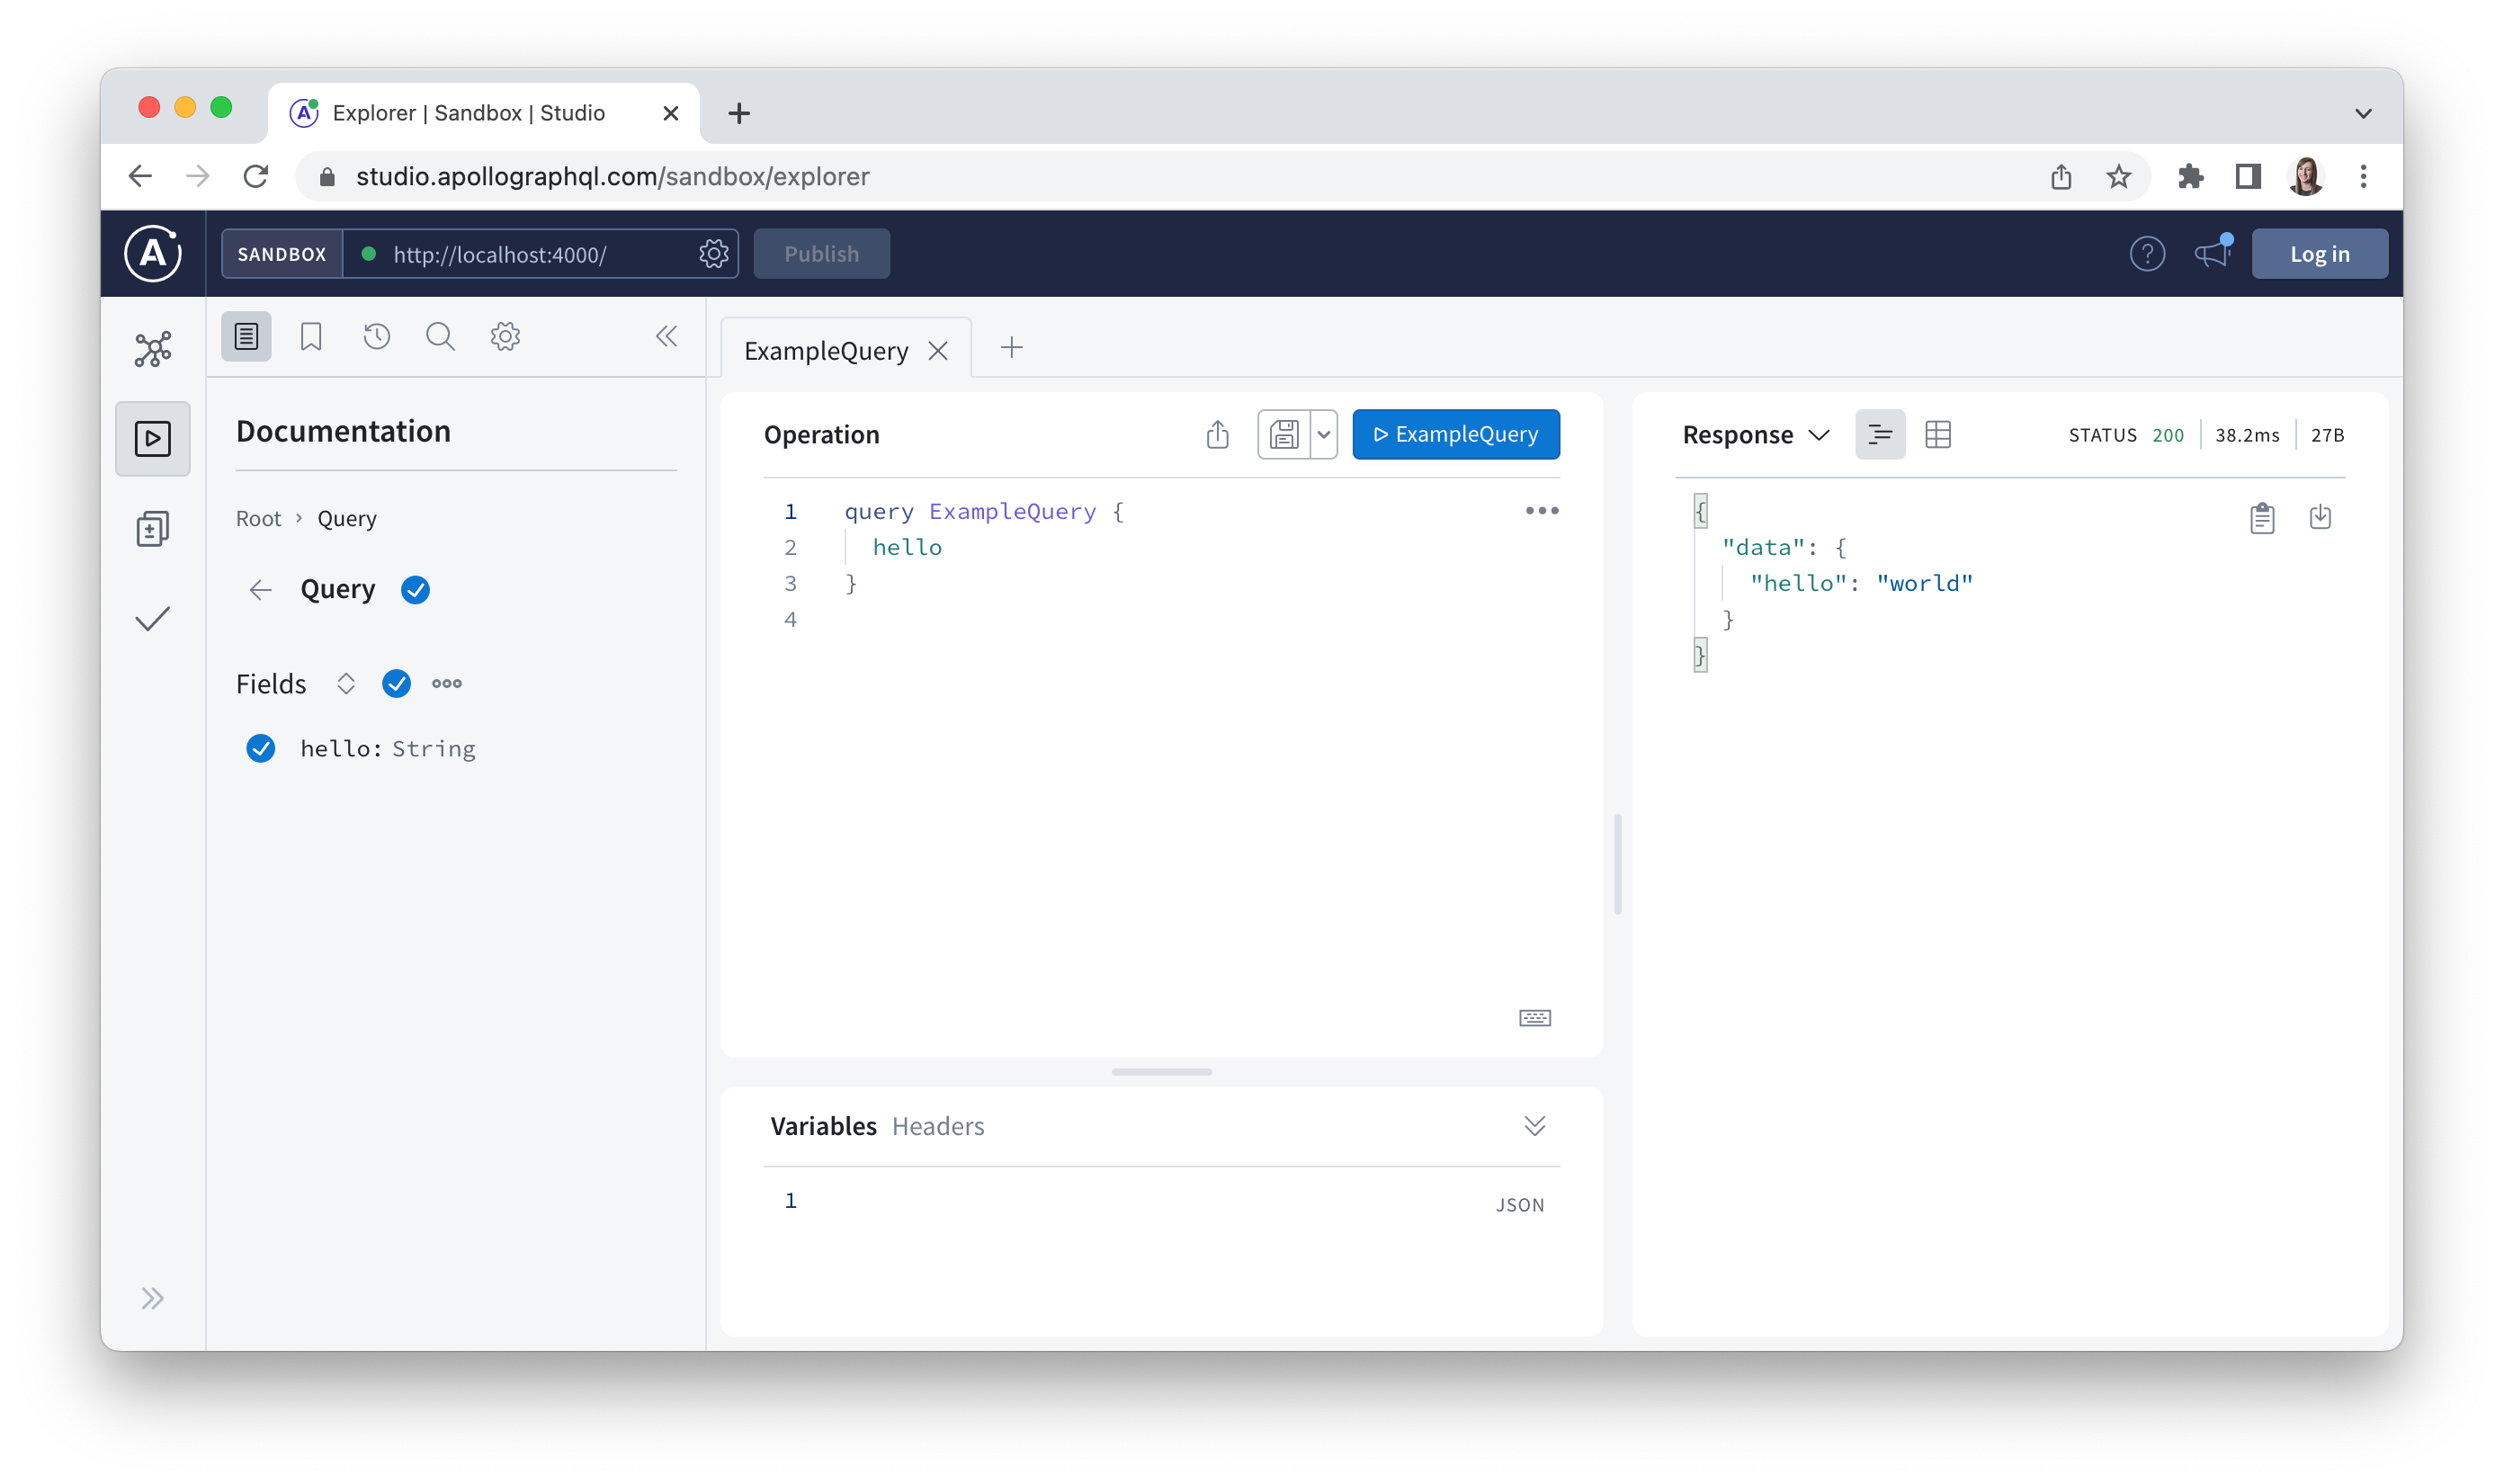 Explorer | Sandbox | Studio
studio.apollographql.com/sandbox/explorer
SANDBOX http://localhost:4000/ Publish Log in
Documentation
Root › Query
Query
Fields
hello: String
ExampleQuery
Operation ExampleQuery
1 query ExampleQuery {
2 hello
3 }
4
Variables Headers
1 JSON
Response STATUS 200 38.2ms 27B
{
"data": {
"hello": "world"
}
}